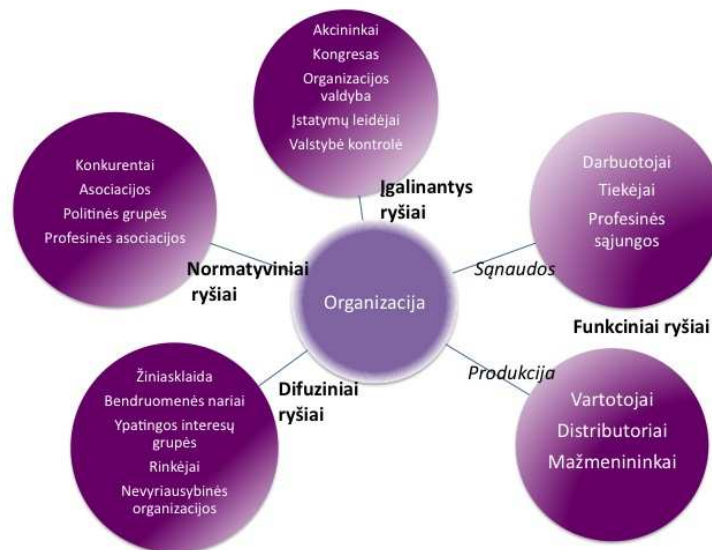 Akcininkai
Kongresas
Organizacijos
valdyba
Įstatymų leidėjai
Valstybė kontrolė
Įgalinantys
ryšiai
Konkurentai
Asociacijos
Politinės grupės
Profesinės asociacijos
Normatyviniai
ryšiai
Darbuotojai
Tiekėjai
Profesinės
sąjungos
Sąnaudos
Organizacija
Funkciniai ryšiai
Produkcija
Vartotojai
Distributoriai
Mažmenininkai
Difuziniai
ryšiai
Žiniasklaida
Bendruomenės nariai
Ypatingos interesų
grupės
Rinkėjai
Nevyriausybinės
organizacijos